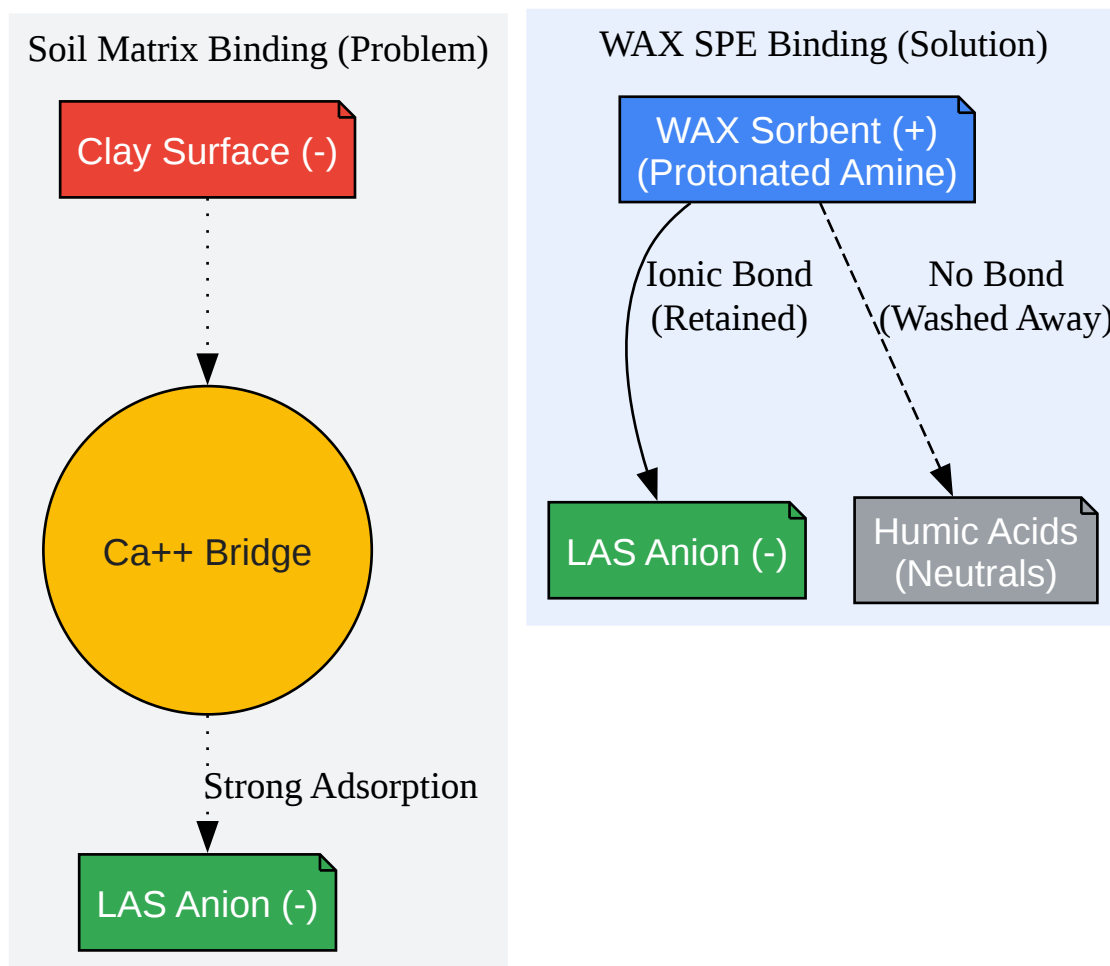 Soil Matrix Binding (Problem)
Clay Surface (-)
Ca++ Bridge
Strong Adsorption
LAS Anion (-)
WAX SPE Binding (Solution)
WAX Sorbent (+)
(Protonated Amine)
Ionic Bond
(Retained)
No Bond
(Washed Away)
LAS Anion (-)
Humic Acids
(Neutrals)